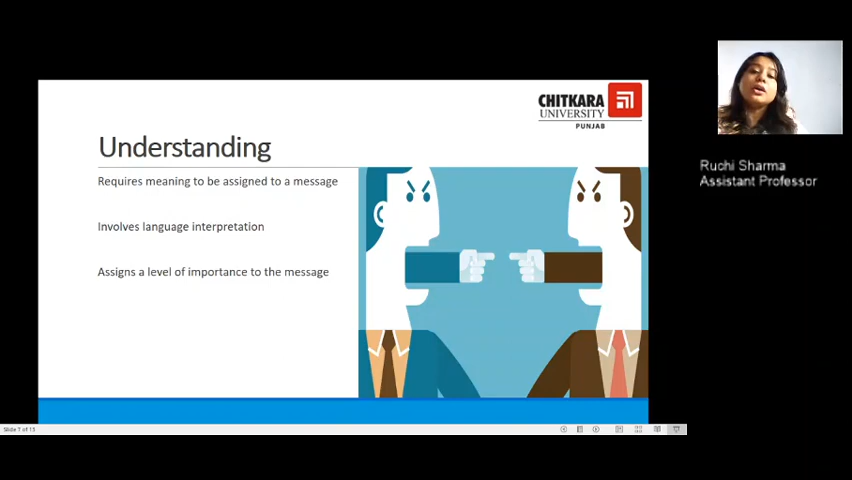 CHITKARA
UNIVERSITY
PUNJAB
Understanding
Requires meaning to be assigned to a message
Involves language interpretation
Assigns a level of importance to the message
Ruchi Sharma
Assistant Professor
Slide 7 of 13